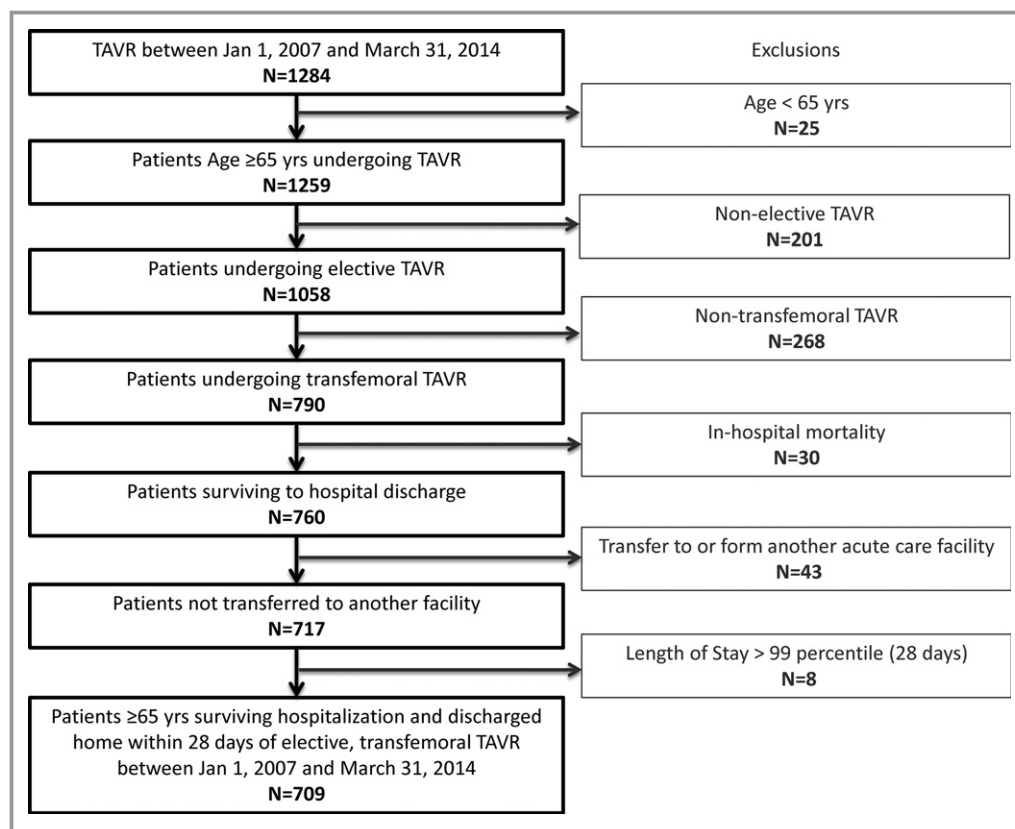 TAVR between Jan 1, 2007 and March 31, 2014
N=1284
Exclusions
Age < 65 yrs
N=25
Patients Age ≥65 yrs undergoing TAVR
N=1259
Non-elective TAVR
N=201
Patients undergoing elective TAVR
N=1058
Non-transfemoral TAVR
N=268
Patients undergoing transfemoral TAVR
N=790
In-hospital mortality
N=30
Patients surviving to hospital discharge
N=760
Transfer to or form another acute care facility
N=43
Patients not transferred to another facility
N=717
Length of Stay > 99 percentile (28 days)
N=8
Patients ≥65 yrs surviving hospitalization and discharged
home within 28 days of elective, transfemoral TAVR
between Jan 1, 2007 and March 31, 2014
N=709